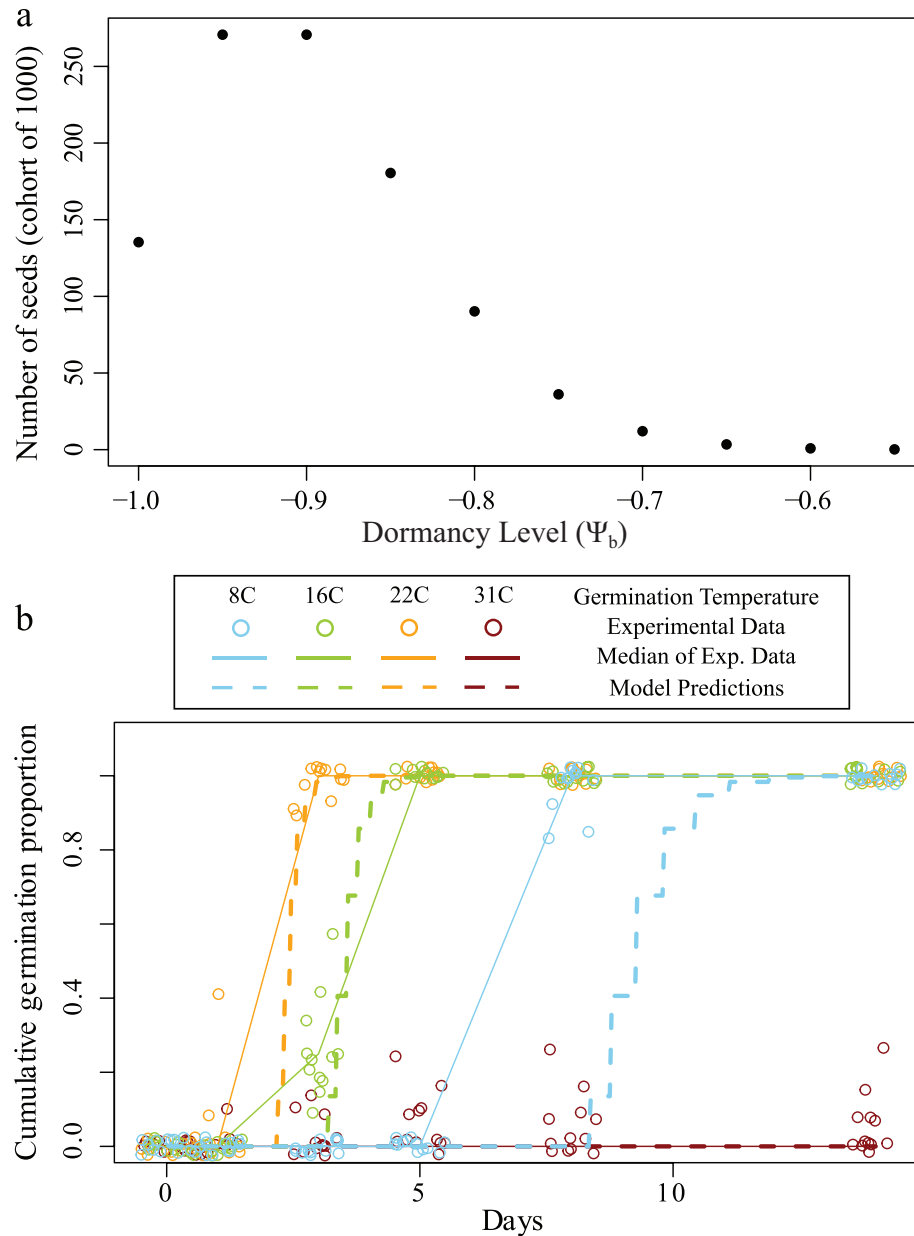 a
Number of seeds (cohort of 1000)
250
200
150
100
50
0
−1.0 −0.9 −0.8 −0.7 −0.6
Dormancy Level (Ψb)
b
8C 16C 22C 31C Germination Temperature
Experimental Data
Median of Exp. Data
Model Predictions
Cumulative germination proportion
0.8
0.4
0.0
0 5 10
Days